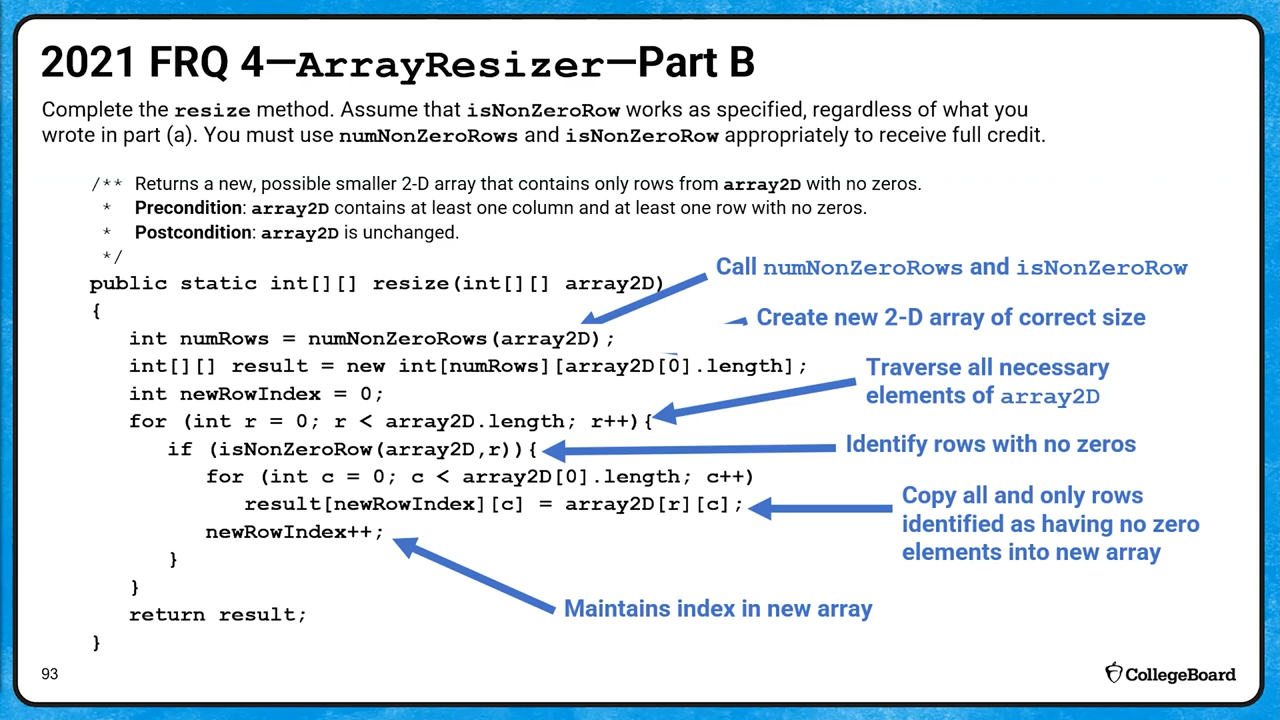 2021 FRQ 4—ArrayResizer—Part B
Complete the resize method. Assume that isNonZeroRow works as specified, regardless of what you
wrote in part (a). You must use numNonZeroRows and isNonZeroRow appropriately to receive full credit.
/** Returns a new, possible smaller 2-D array that contains only rows from array2D with no zeros.
* Precondition: array2D contains at least one column and at least one row with no zeros.
* Postcondition: array2D is unchanged.
*/
Call numNonZeroRows and isNonZeroRow
public static int[][] resize(int[][] array2D)
{
Create new 2-D array of correct size
int numRows = numNonZeroRows(array2D);
int[][] result = new int[numRows][array2D[0].length];
Traverse all necessary
elements of array2D
int newRowIndex = 0;
for (int r = 0; r < array2D.length; r++){
Identify rows with no zeros
if (isNonZeroRow(array2D,r)){
for (int c = 0; c < array2D[0].length; c++)
result[newRowIndex][c] = array2D[r][c];
Copy all and only rows
identified as having no zero
elements into new array
newRowIndex++;
}
}
Maintains index in new array
return result;
}
93
CollegeBoard